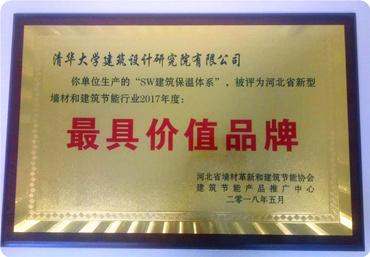 清华大学建筑设计研究院有限公司
你单位生产的“SW建筑保温体系”，被评为河北省新型
墙材和建筑节能行业2017年度：
最具价值品牌
河北省墙材革新和建筑节能协会
建筑节能产品推广中心
二零一八年五月